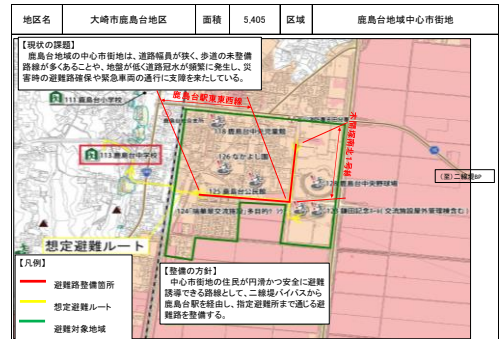 地区名 大崎市鹿島台地区 面積 5,405 区域 鹿島台地域中心市街地
【現状の課題】
鹿島台地域の中心市街地は、道路幅員が狭く、歩道の未整備
路線が多くあることや、地盤が低く道路冠水が頻繁に発生し、災
害時の避難路確保や緊急車両の通行に支障を来たしている。
111.鹿島台小学校
鹿島台駅東西線
118.鹿島台中央児童館
113.鹿島台中学校
126.なかよし園
125.鹿島台公民館
128.鹿島台中央野球場
(至)二線堤BP
想定避難ルート
【凡例】
避難路整備箇所
想定避難ルート
避難対象地域
【整備の方針】
中心市街地の住民が円滑かつ安全に避難
誘導できる路線として、二線堤バイパスから
鹿島台駅を経由し、指定避難所まで通じる避
難路を整備する。